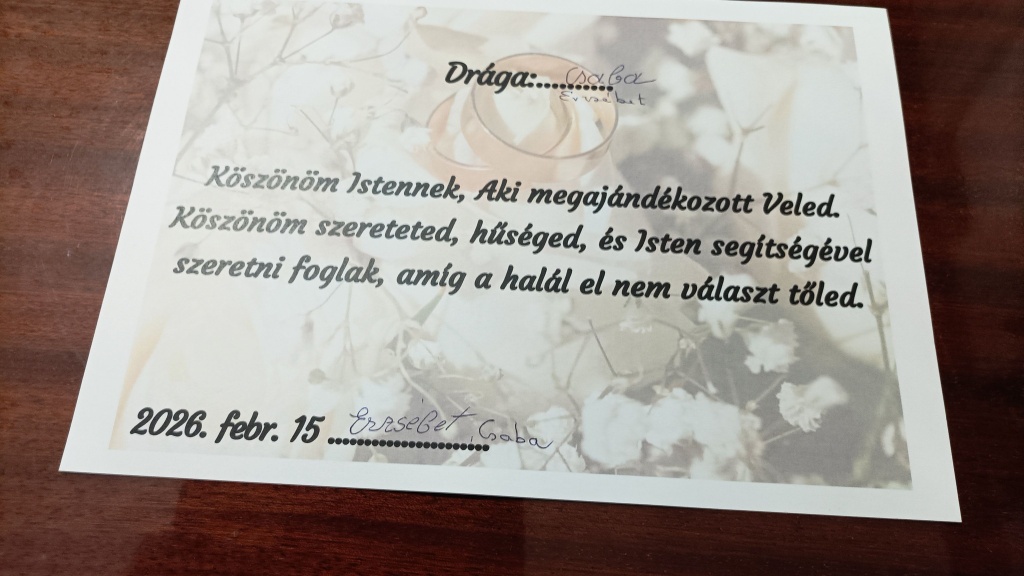 Drága:.......... Csaba
Erzsébet
Köszönöm Istennek, Aki megajándékozott Veled.
Köszönöm szereteted, hűséged, és Isten segítségével
szeretni foglak, amíg a halál el nem választ tőled.
2026. febr. 15 .................... Erzsébet, Csaba